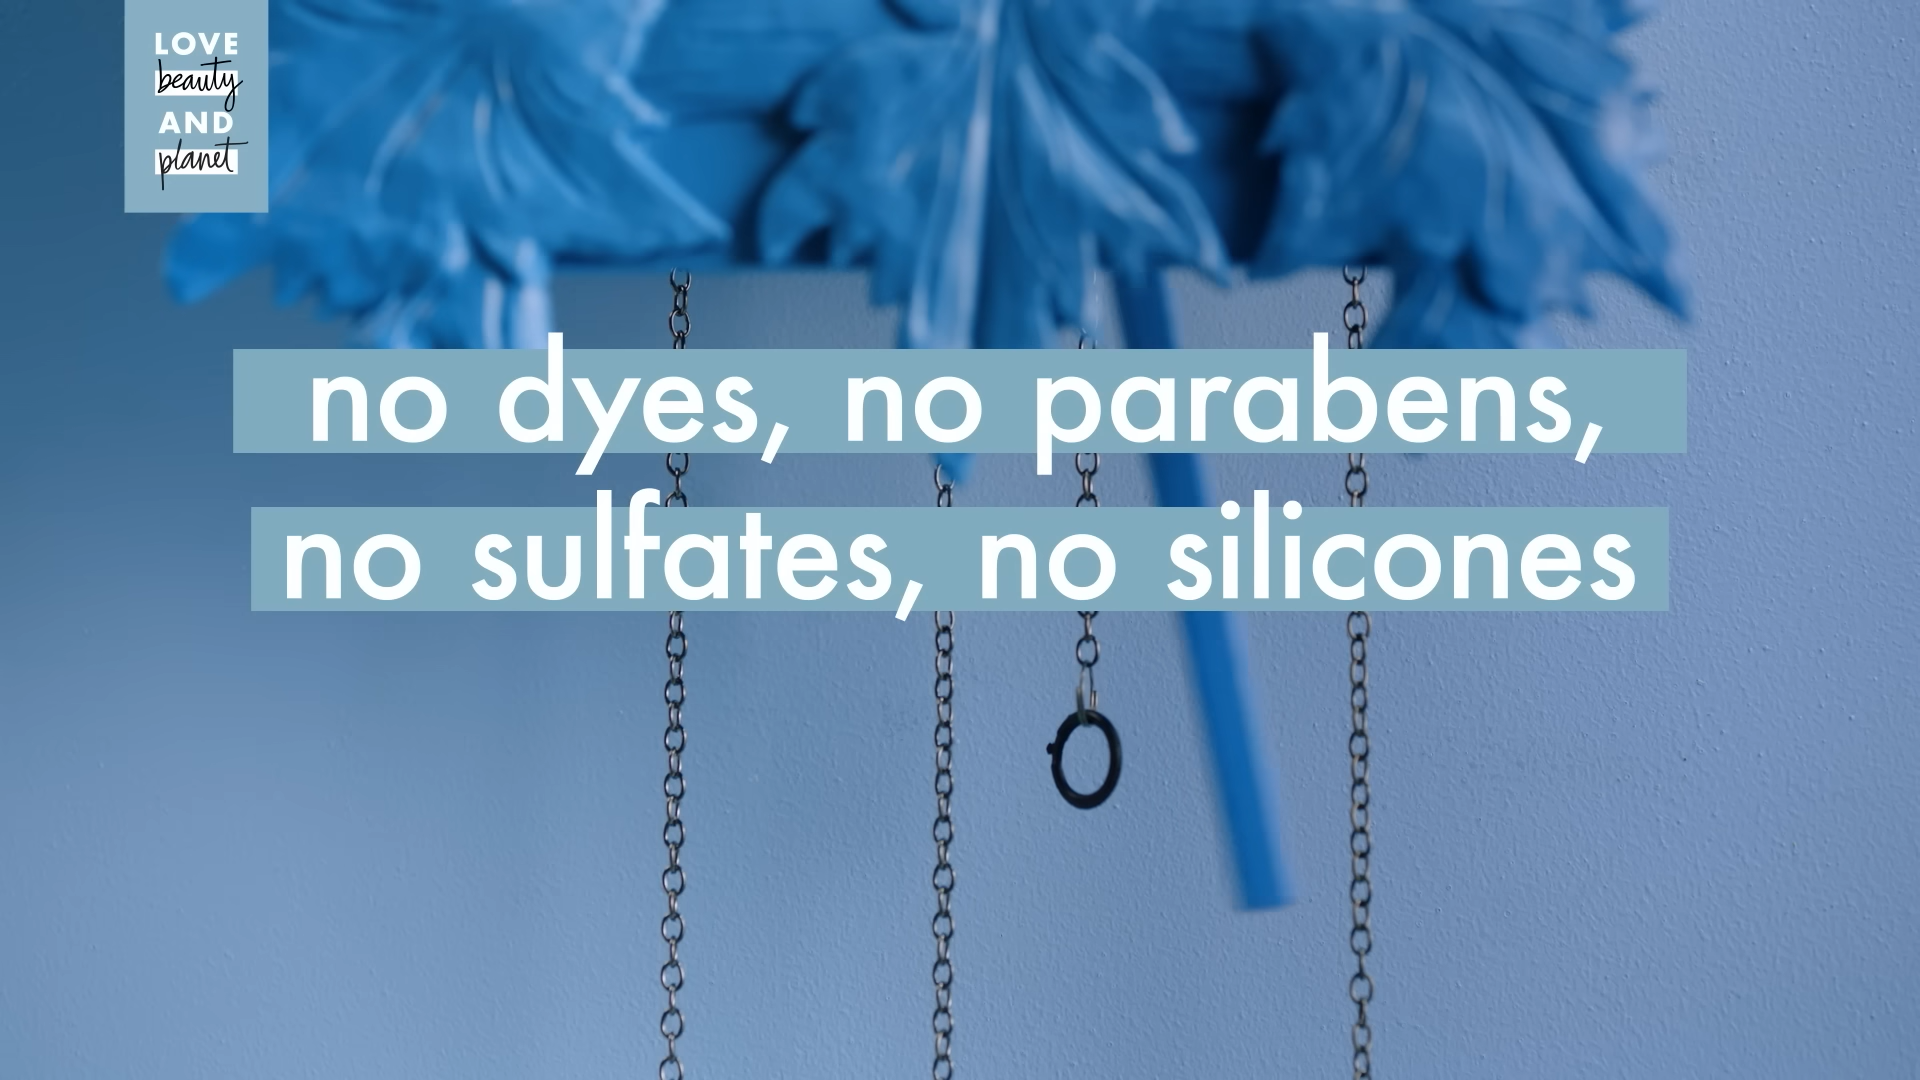 LOVE
beauty
AND
planet
no dyes, no parabens,
no sulfates, no silicones